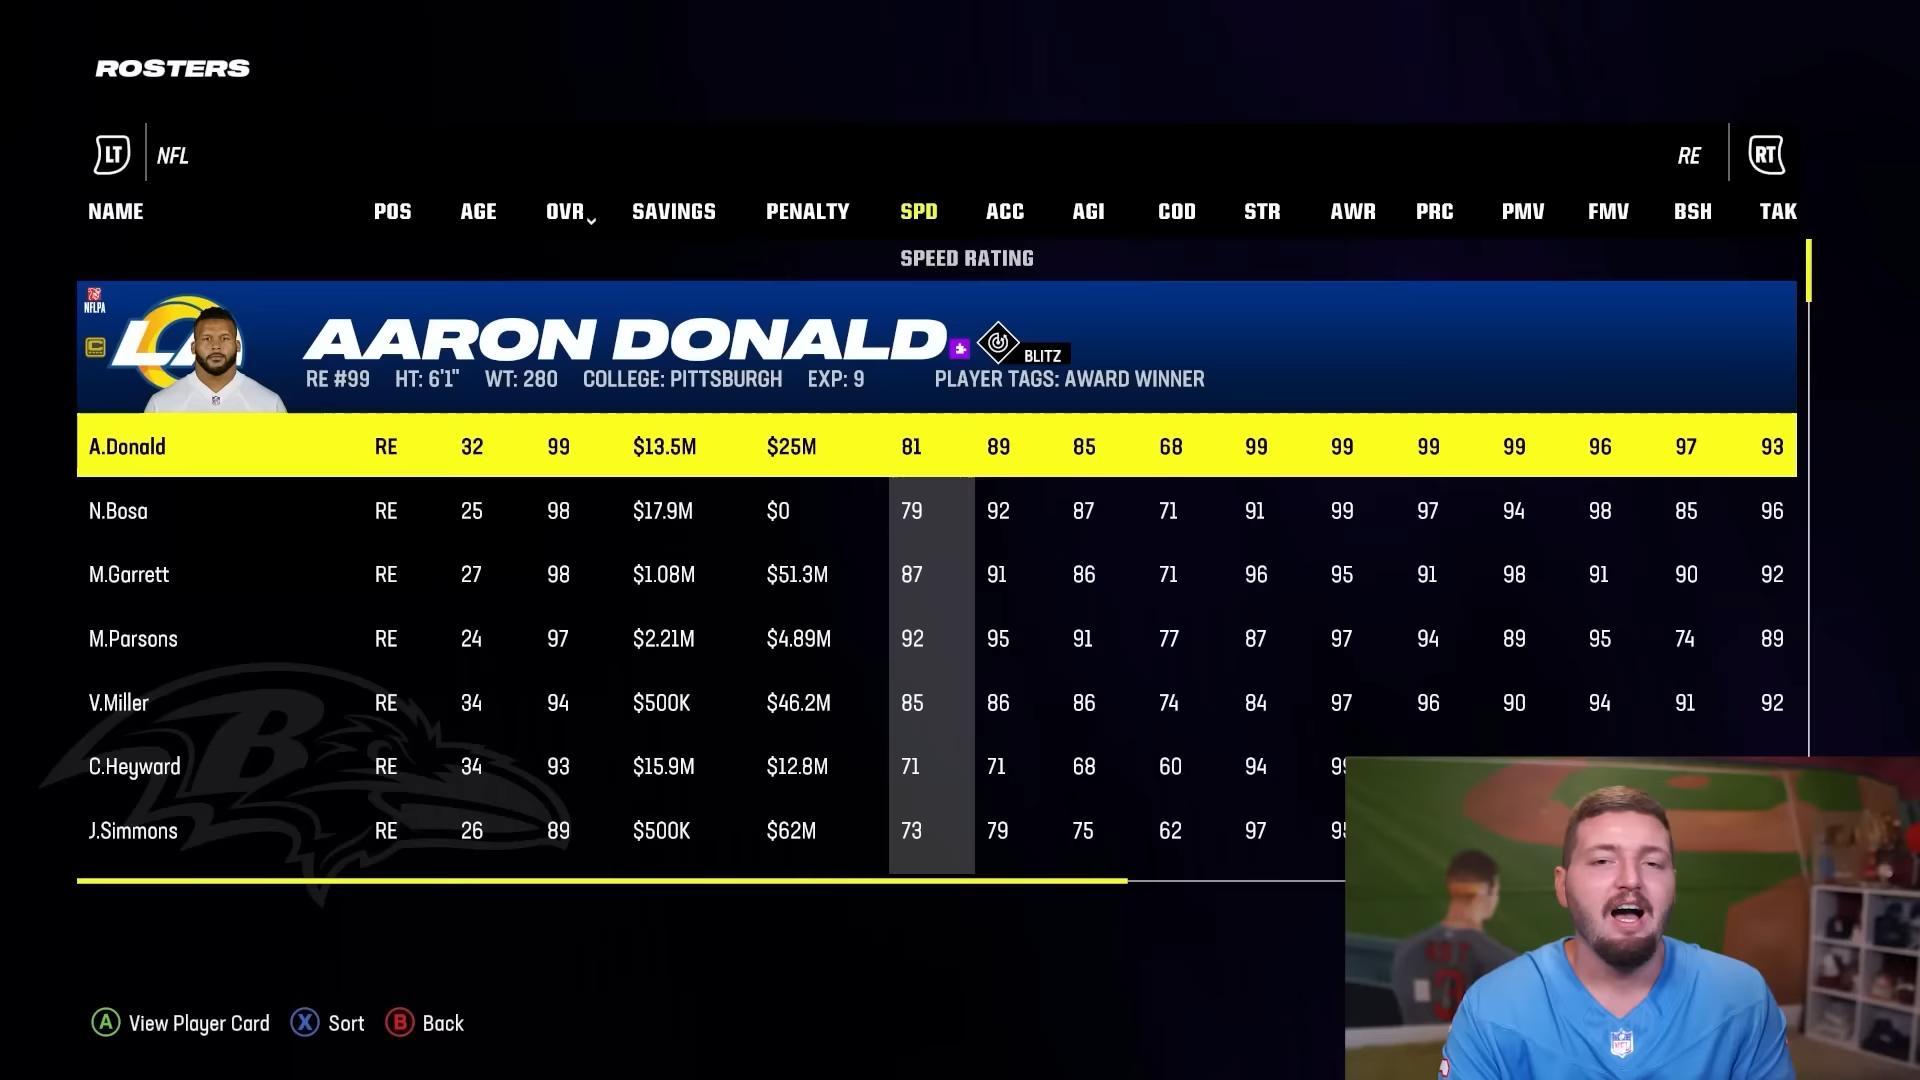 ROSTERS
LT NFL RE RT
NAME POS AGE OVR SAVINGS PENALTY SPD ACC AGI COD STR AWR PRC PMV FMV BSH TAK
SPEED RATING
NFLPA
C
LA
AARON DONALD BLITZ
RE #99 HT: 6'1" WT: 280 COLLEGE: PITTSBURGH EXP: 9 PLAYER TAGS: AWARD WINNER
A.Donald RE 32 99 $13.5M $25M 81 89 85 68 99 99 99 99 96 97 93
N.Bosa RE 25 98 $17.9M $0 79 92 87 71 91 99 97 94 98 85 96
M.Garrett RE 27 98 $1.08M $51.3M 87 91 86 71 96 95 91 98 91 90 92
M.Parsons RE 24 97 $2.21M $4.89M 92 95 91 77 87 97 94 89 95 74 89
V.Miller RE 34 94 $500K $46.2M 85 86 86 74 84 97 96 90 94 91 92
C.Heyward RE 34 93 $15.9M $12.8M 71 71 68 60 94
J.Simmons RE 26 89 $500K $62M 73 79 75 62 97
B
A View Player Card X Sort B Back
NFL